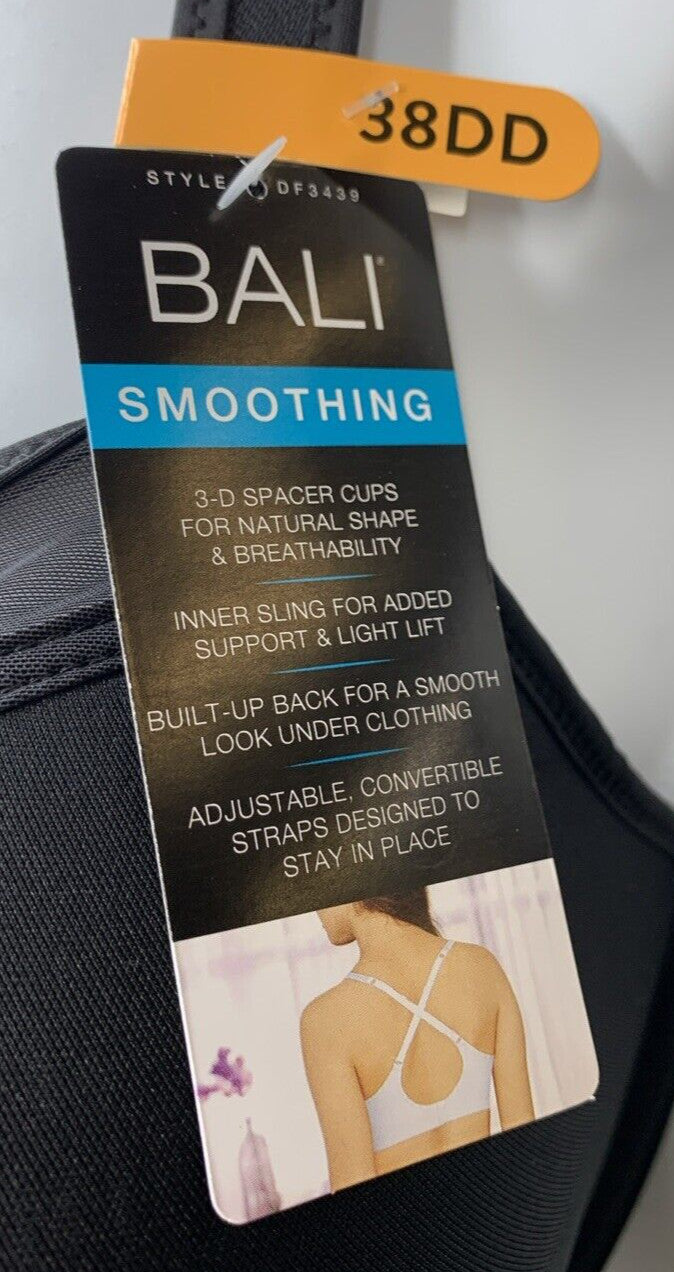 38DD
STYLE DF3439
BALI®
SMOOTHING
3-D SPACER CUPS
FOR NATURAL SHAPE
& BREATHABILITY
INNER SLING FOR ADDED
SUPPORT & LIGHT LIFT
BUILT-UP BACK FOR A SMOOTH
LOOK UNDER CLOTHING
ADJUSTABLE, CONVERTIBLE
STRAPS DESIGNED TO
STAY IN PLACE